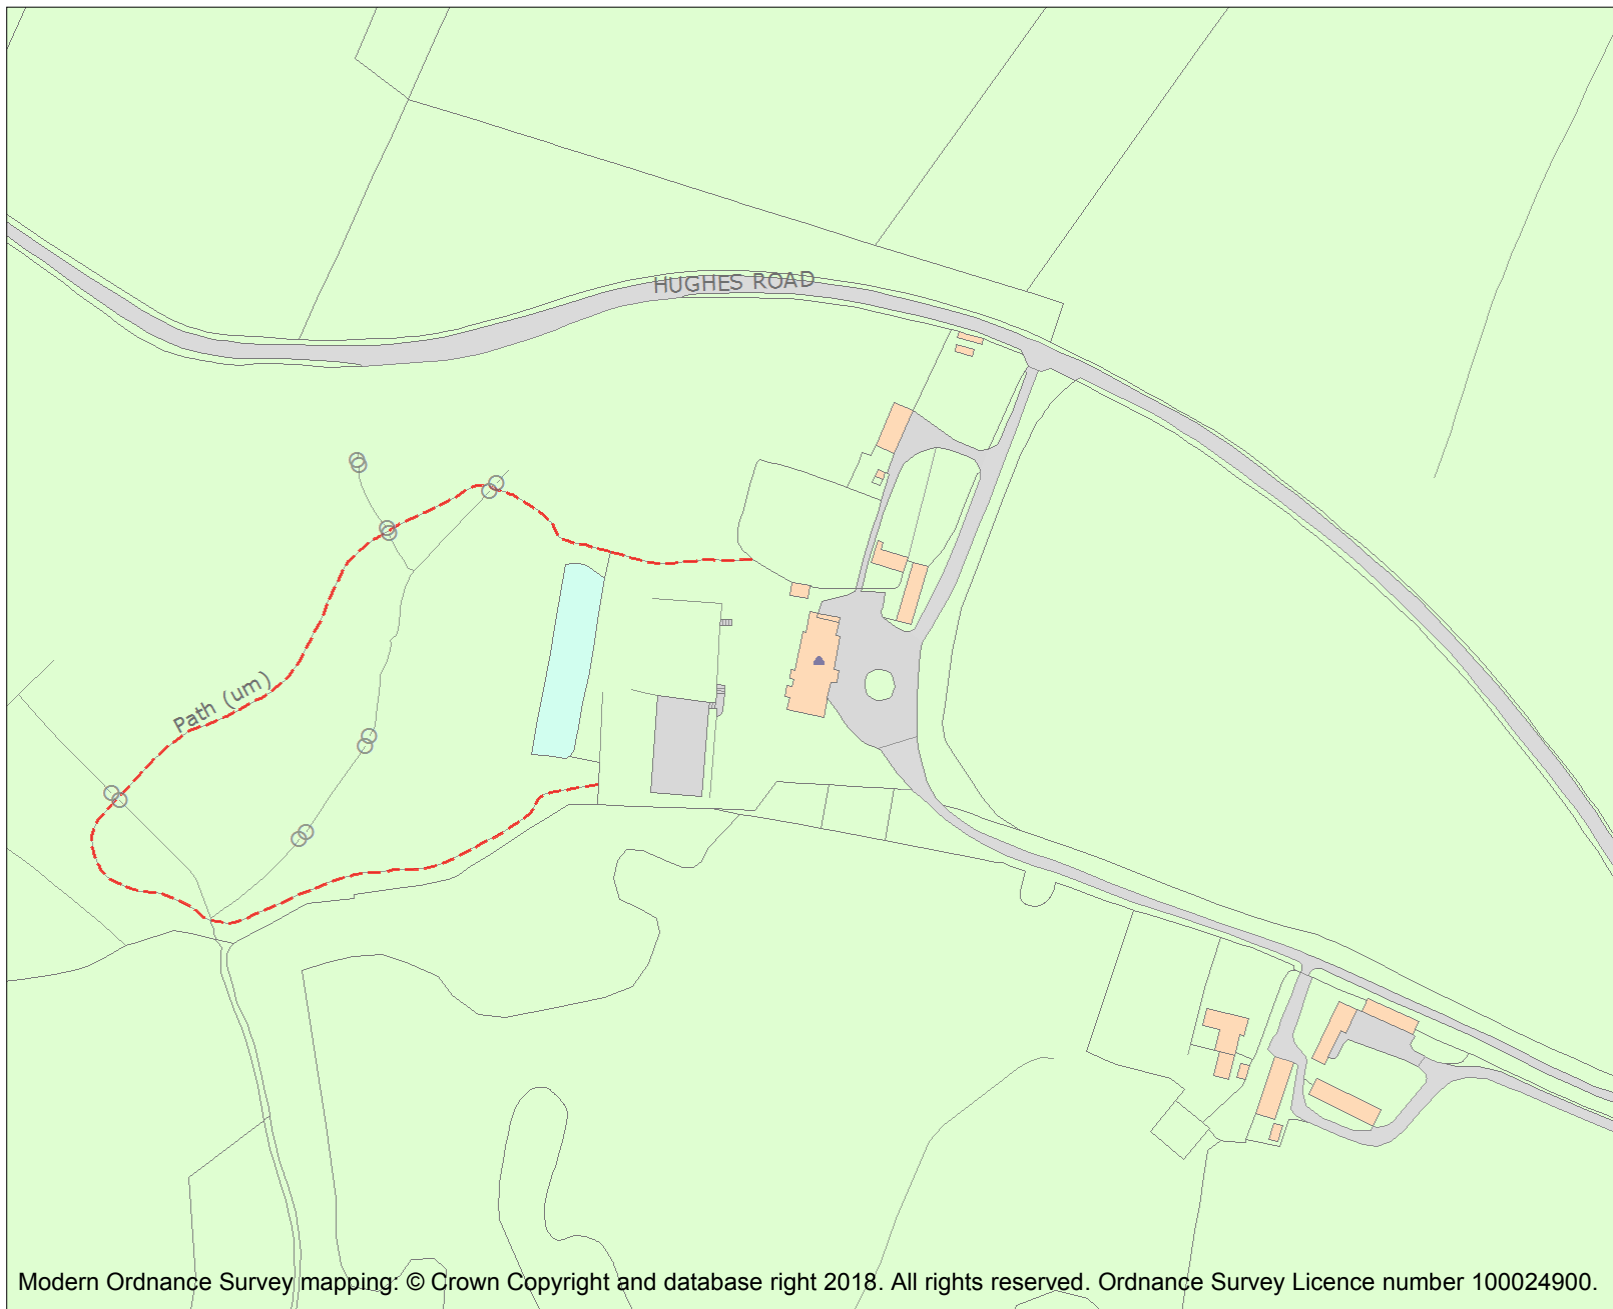 HUGHES ROAD
Path (um)
Modern Ordnance Survey mapping: © Crown Copyright and database right 2018. All rights reserved. Ordnance Survey Licence number 100024900.